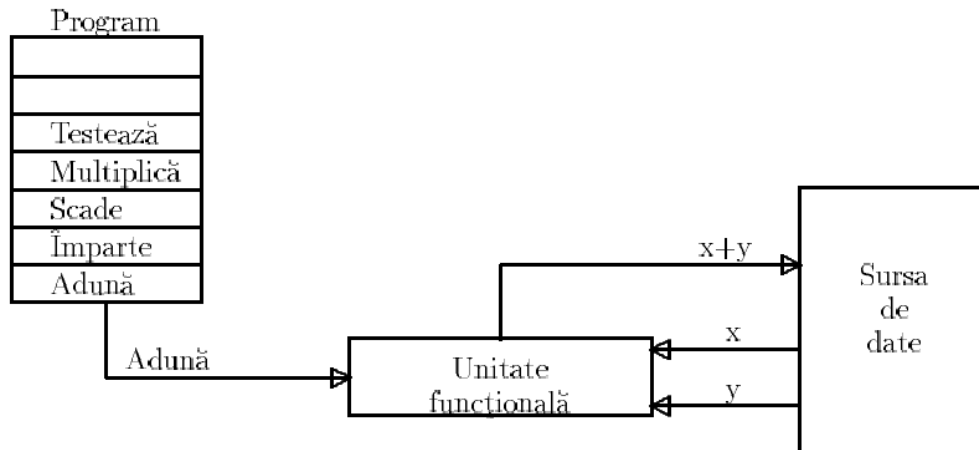 Program
Testează
Multiplică
Scade
Împarte
Adună
Adună
Unitate
funcțională
x+y
x
y
Sursa
de
date